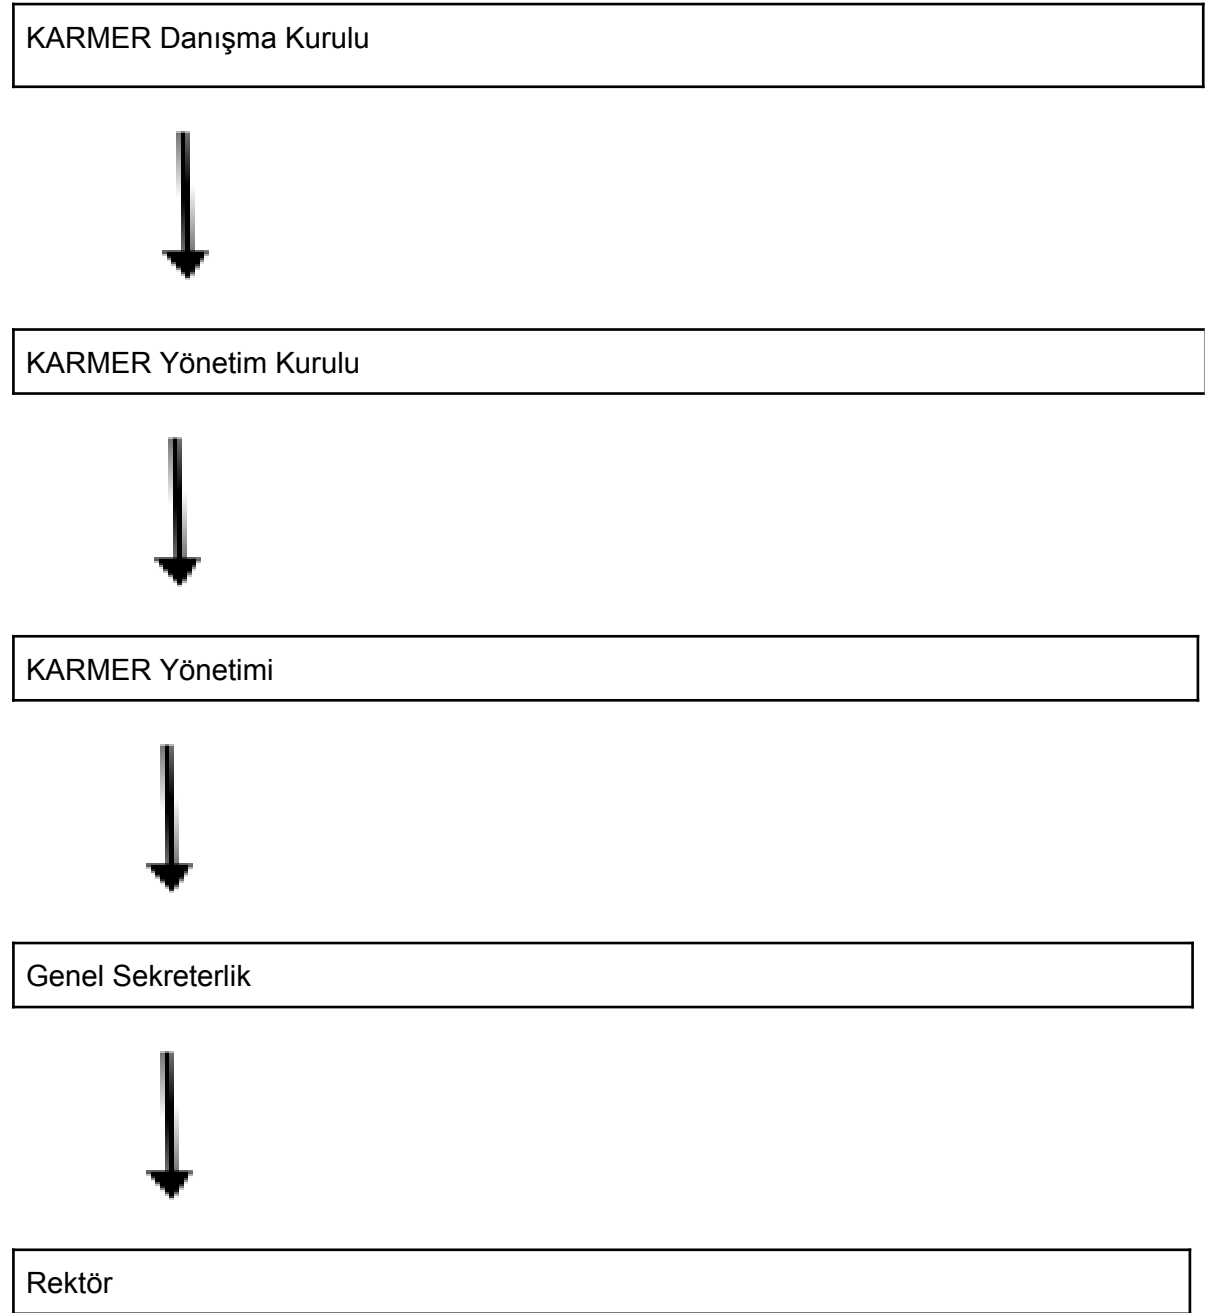 KARMER Danışma Kurulu
KARMER Yönetim Kurulu
KARMER Yönetimi
Genel Sekreterlik
Rektör